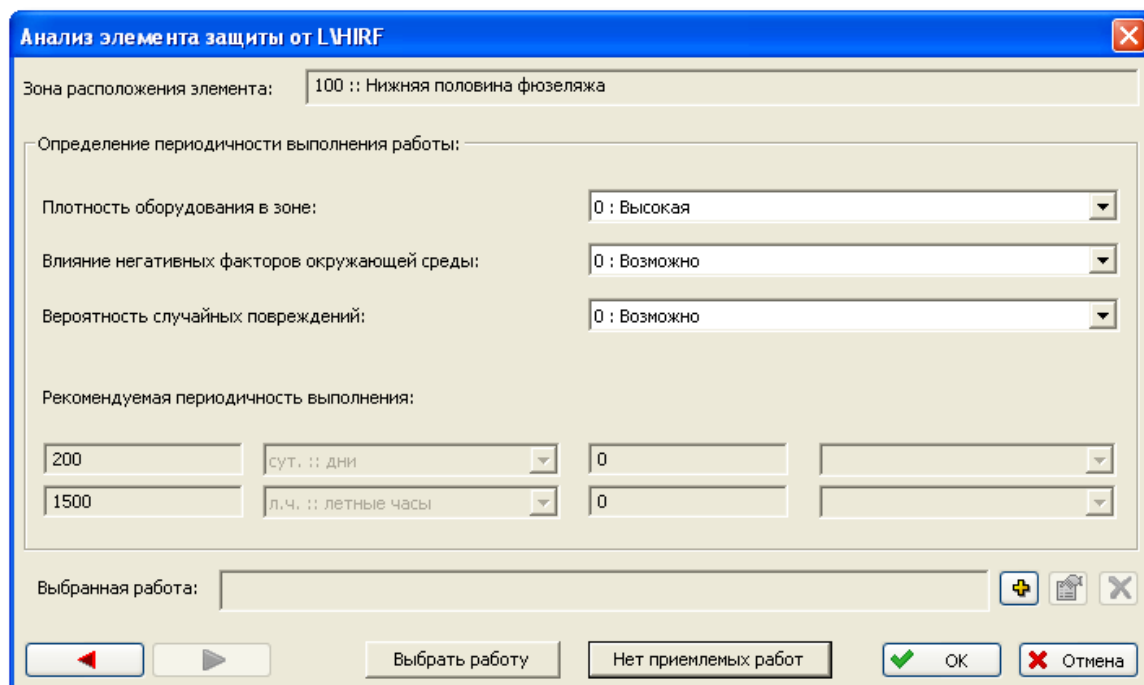 Анализ элемента защиты от L\HIRF
Зона расположения элемента: 100 :: Нижняя половина фюзеляжа
Определение периодичности выполнения работы:
Плотность оборудования в зоне: 0 : Высокая
Влияние негативных факторов окружающей среды: 0 : Возможно
Вероятность случайных повреждений: 0 : Возможно
Рекомендуемая периодичность выполнения:
200 сут. :: дни 0
1500 л.ч. :: летные часы 0
Выбранная работа:
Выбрать работу Нет приемлемых работ OK Отмена